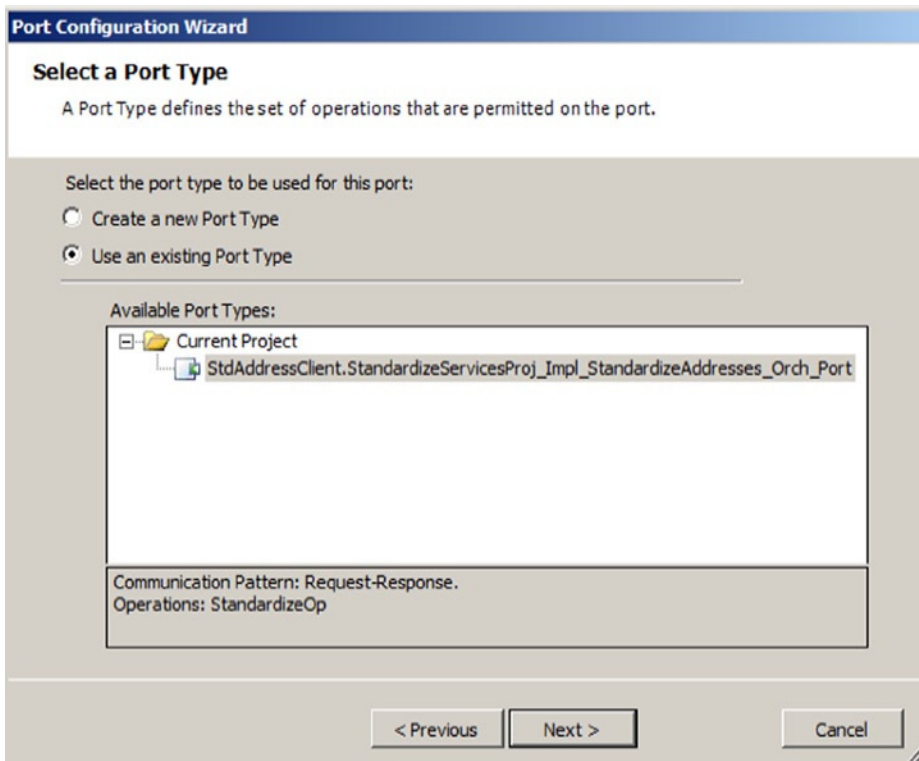 Port Configuration Wizard
Select a Port Type
A Port Type defines the set of operations that are permitted on the port.
Select the port type to be used for this port:
Create a new Port Type
Use an existing Port Type
Available Port Types:
Current Project
StdAddressClient.StandardizeServicesProj_Impl_StandardizeAddresses_Orch_Port
Communication Pattern: Request-Response.
Operations: StandardizeOp
< Previous Next > Cancel